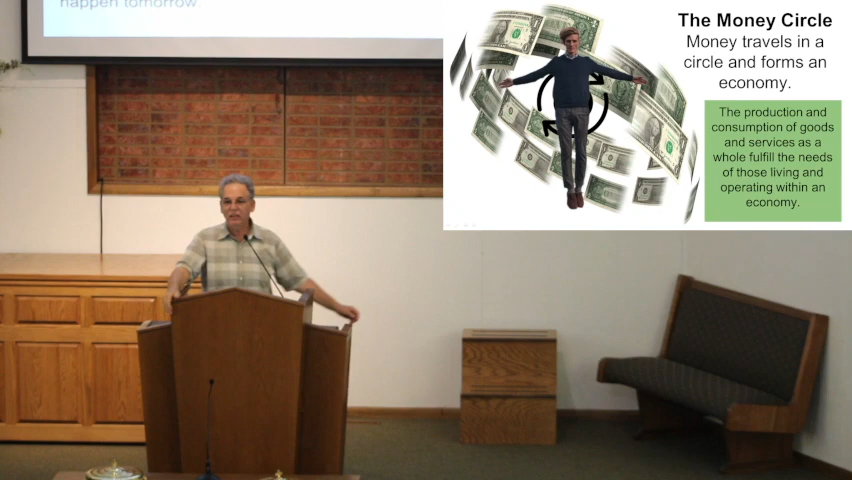 happen tomorrow.
The Money Circle
Money travels in a
circle and forms an
economy.
The production and
consumption of goods
and services as a
whole fulfill the needs
of those living and
operating within an
economy.